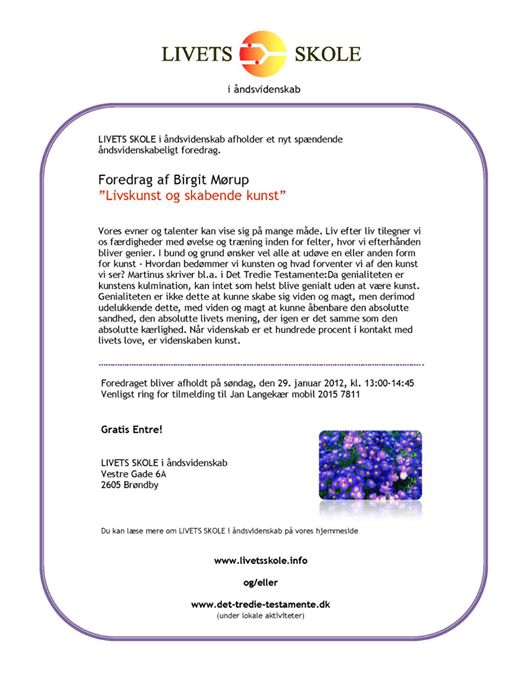 LIVETS SKOLE
i åndsvidenskab
LIVETS SKOLE i åndsvidenskab afholder et nyt spændende
åndsvidenskabeligt foredrag.
Foredrag af Birgit Mørup
”Livskunst og skabende kunst”
Vores evner og talenter kan vise sig på mange måde. Liv efter liv tilegner vi
os færdigheder med øvelse og træning inden for felter, hvor vi efterhånden
bliver genier. I bund og grund ønsker vel alle at udøve en eller anden form
for kunst - Hvordan bedømmer vi kunsten og hvad forventer vi af den kunst
vi ser? Martinus skriver bl.a. i Det Tredie Testamente:Da genialiteten er
kunstens kulmination, kan intet som helst blive genialt uden at være kunst.
Genialiteten er ikke dette at kunne skabe sig viden og magt, men derimod
udelukkende dette, med viden og magt at kunne åbenbare den absolutte
sandhed, den absolutte livets mening, der igen er det samme som den
absolutte kærlighed. Når videnskab er et hundrede procent i kontakt med
livets love, er videnskaben kunst.
Foredraget bliver afholdt på søndag, den 29. januar 2012, kl. 13:00-14:45
Venligst ring for tilmelding til Jan Langekær mobil 2015 7811
Gratis Entre!
LIVETS SKOLE i åndsvidenskab
Vestre Gade 6A
2605 Brøndby
Du kan læse mere om LIVETS SKOLE i åndsvidenskab på vores hjemmeside
www.livetsskole.info
og/eller
www.det-tredie-testamente.dk
(under lokale aktiviteter)